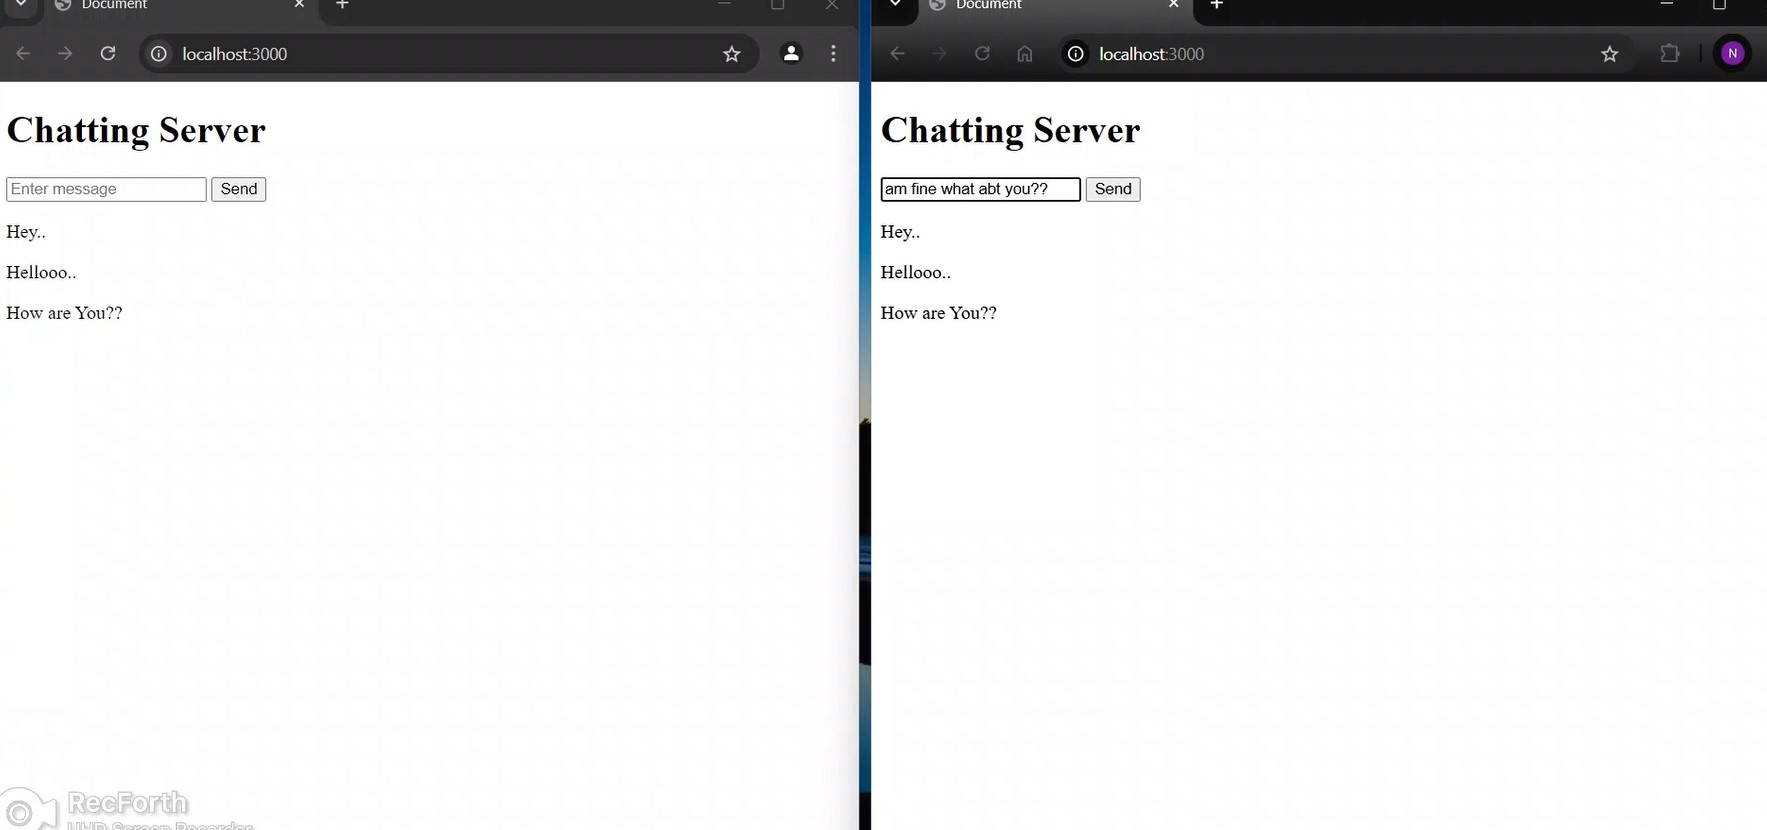 Document
localhost:3000
Chatting Server
Enter message
Send
Hey..
Hellooo..
How are You??
RecForth
UHD Screen Recorder
Document
localhost:3000
N
Chatting Server
am fine what abt you??
Send
Hey..
Hellooo..
How are You??